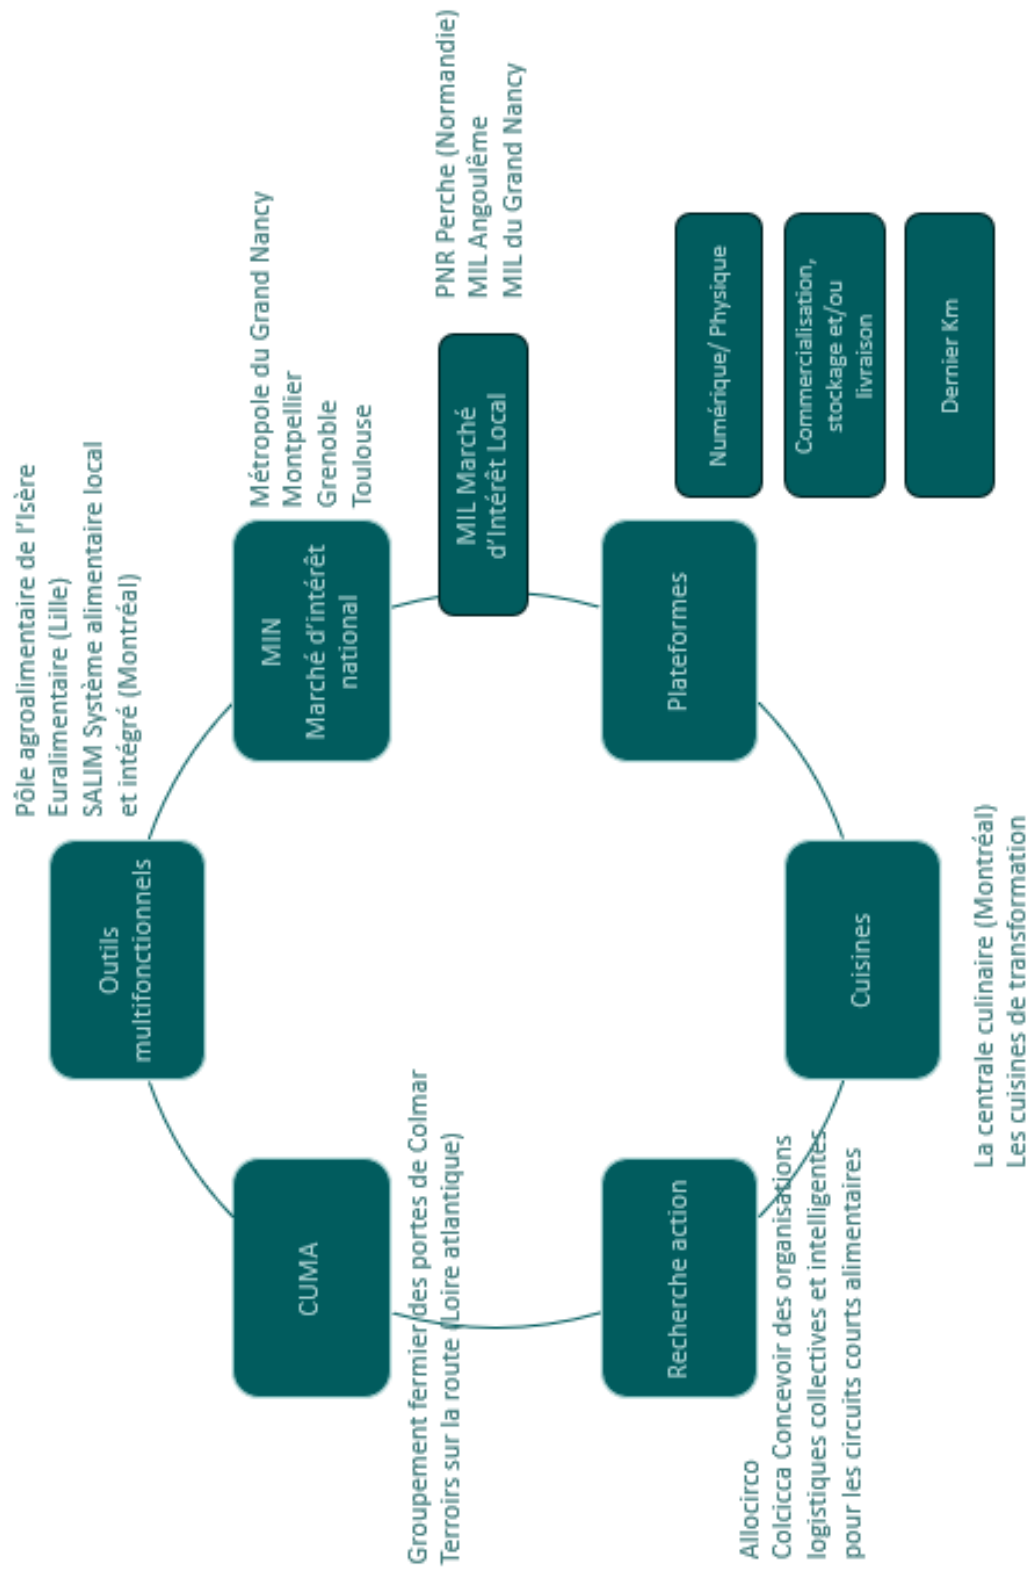 Pôle agroalimentaire de l'Isère
Euralimentaire (Lille)
SALIM Système alimentaire local
et intégré (Montréal)
Outils
multifonctionnels
MIN
Marché d'intérêt
national
Métropole du Grand Nancy
Montpellier
Grenoble
Toulouse
MIL Marché
d'Intérêt Local
PNR Perche (Normandie)
MIL Angoulême
MIL du Grand Nancy
Plateformes
Numérique/ Physique
Commercialisation,
stockage et/ou
livraison
Dernier Km
Cuisines
La centrale culinaire (Montréal)
Les cuisines de transformation
Recherche action
Allocirco
Colcicca Concevoir des organisations
logistiques collectives et intelligentes
pour les circuits courts alimentaires
CUMA
Groupement fermier des portes de Colmar
Terroirs sur la route (Loire atlantique)